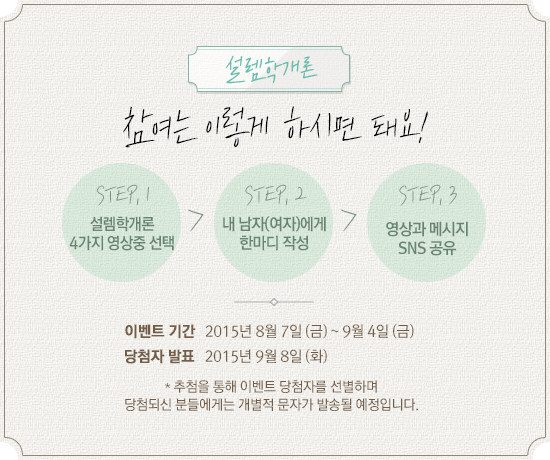 설렘학개론
참여는 이렇게 하시면 돼요!
STEP, 1
설렘학개론
4가지 영상중 선택
>
STEP, 2
내 남자(여자)에게
한마디 작성
>
STEP, 3
영상과 메시지
SNS 공유
이벤트 기간 2015년 8월 7일 (금) ~ 9월 4일 (금)
당첨자 발표 2015년 9월 8일 (화)
* 추첨을 통해 이벤트 당첨자를 선별하며
당첨되신 분들에게는 개별적 문자가 발송될 예정입니다.